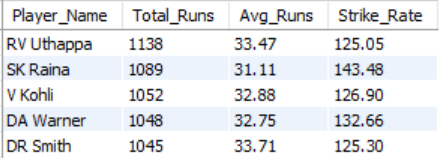 Player_Name Total_Runs Avg_Runs Strike_Rate
RV Uthappa 1138 33.47 125.05
SK Raina 1089 31.11 143.48
V Kohli 1052 32.88 126.90
DA Warner 1048 32.75 132.66
DR Smith 1045 33.71 125.30